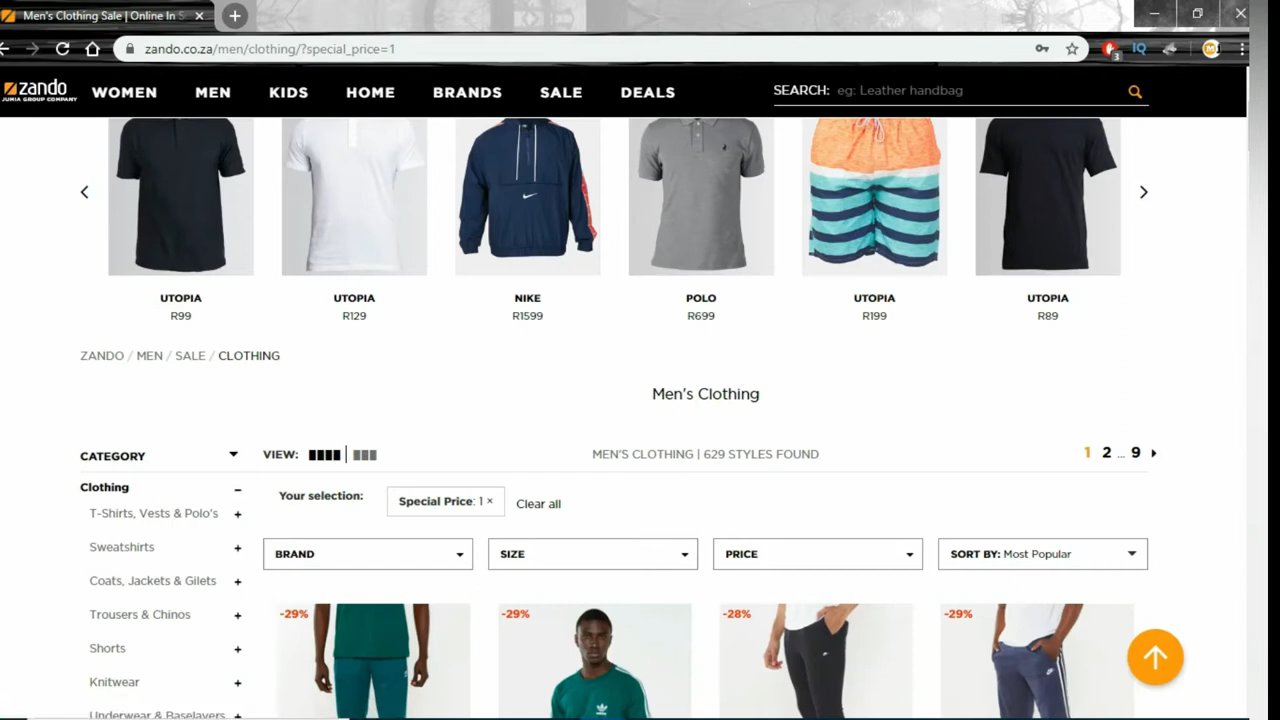 Men's Clothing Sale | Online In S
zando.co.za/men/clothing/?special_price=1
3
IQ
M
zando
JUMIA GROUP COMPANY
WOMEN MEN KIDS HOME BRANDS SALE DEALS SEARCH: eg: Leather handbag
UTOPIA UTOPIA NIKE POLO UTOPIA UTOPIA
R99 R129 R1599 R699 R199 R89
ZANDO / MEN / SALE / CLOTHING
Men's Clothing
CATEGORY VIEW: MEN'S CLOTHING | 629 STYLES FOUND 1 2 ... 9
Clothing –
Your selection: Special Price: 1 × Clear all
T-Shirts, Vests & Polo's +
Sweatshirts +
BRAND SIZE PRICE SORT BY: Most Popular
Coats, Jackets & Gilets +
Trousers & Chinos +
-29% -29% -28% -29%
Shorts +
Knitwear +
Underwear & Baselayers +